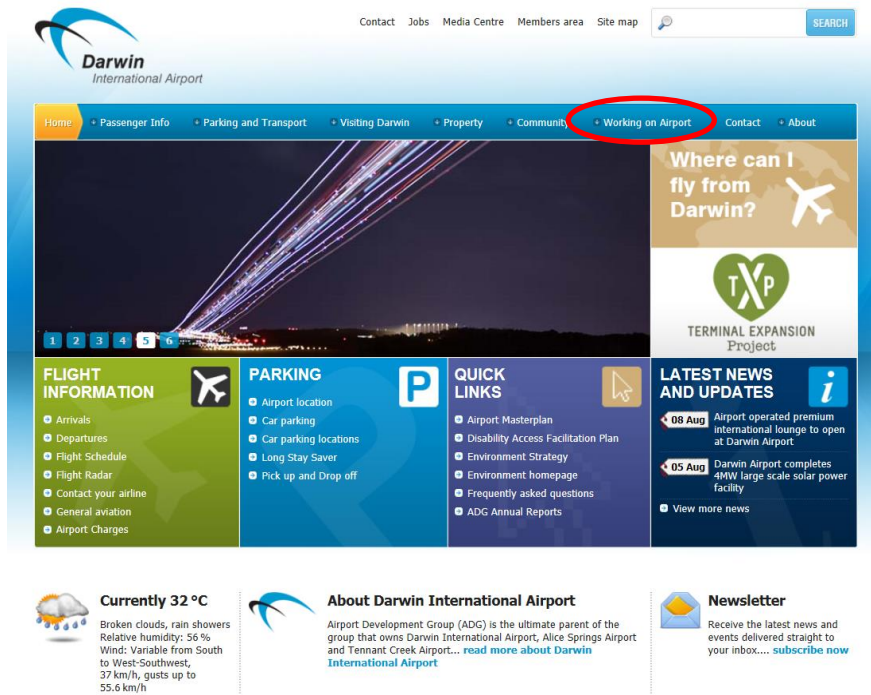 Contact Jobs Media Centre Members area Site map SEARCH
Darwin
International Airport
Home Passenger Info Parking and Transport Visiting Darwin Property Community Working on Airport Contact About
Where can I
fly from
Darwin?
TXP
TERMINAL EXPANSION
Project
1 2 3 4 5 6
FLIGHT
INFORMATION
Arrivals
Departures
Flight Schedule
Flight Radar
Contact your airline
General aviation
Airport Charges
PARKING
P
Airport location
Car parking
Car parking locations
Long Stay Saver
Pick up and Drop off
QUICK
LINKS
Airport Masterplan
Disability Access Facilitation Plan
Environment Strategy
Environment homepage
Frequently asked questions
ADG Annual Reports
LATEST NEWS
AND UPDATES
i
08 Aug Airport operated premium
international lounge to open
at Darwin Airport
05 Aug Darwin Airport completes
4MW large scale solar power
facility
View more news
Currently 32 °C
Broken clouds, rain showers
Relative humidity: 56 %
Wind: Variable from South
to West-Southwest,
37 km/h, gusts up to
55.6 km/h
About Darwin International Airport
Airport Development Group (ADG) is the ultimate parent of the
group that owns Darwin International Airport, Alice Springs Airport
and Tennant Creek Airport... read more about Darwin
International Airport
Newsletter
Receive the latest news and
events delivered straight to
your inbox.... subscribe now